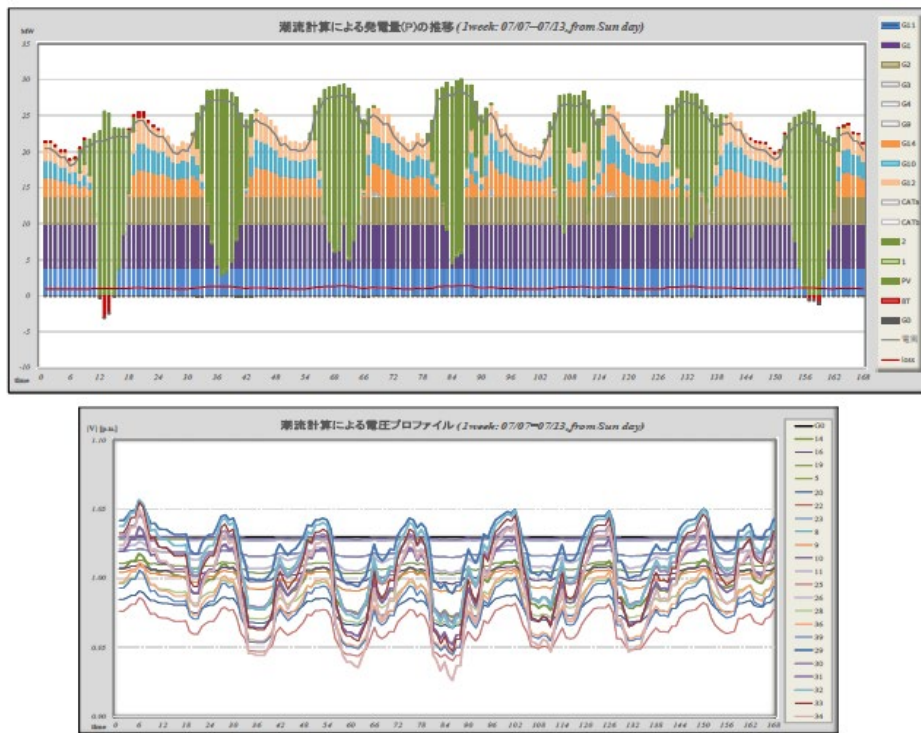 潮流計算による発電量(P)の推移 (1week: 07/07–07/13, from Sun day)
MW
35
30
25
20
15
10
5
0
-5
-10
time
0 6 12 18 24 30 36 42 48 54 60 66 72 78 84 90 96 102 108 114 120 126 132 138 144 150 156 162 168
G11
G1
G2
G3
G4
G9
G14
G10
G12
CATa
CATb
2
1
PV
BT
G0
loss
潮流計算による電圧プロファイル (1week: 07/07–07/13, from Sun day)
|V| [p.u.]
1.10
1.05
1.00
0.95
0.90
time
0 6 12 18 24 30 36 42 48 54 60 66 72 78 84 90 96 102 108 114 120 126 132 138 144 150 156 162 168
G0
14
16
19
5
20
22
23
8
9
10
11
25
26
28
36
39
29
30
31
32
33
34